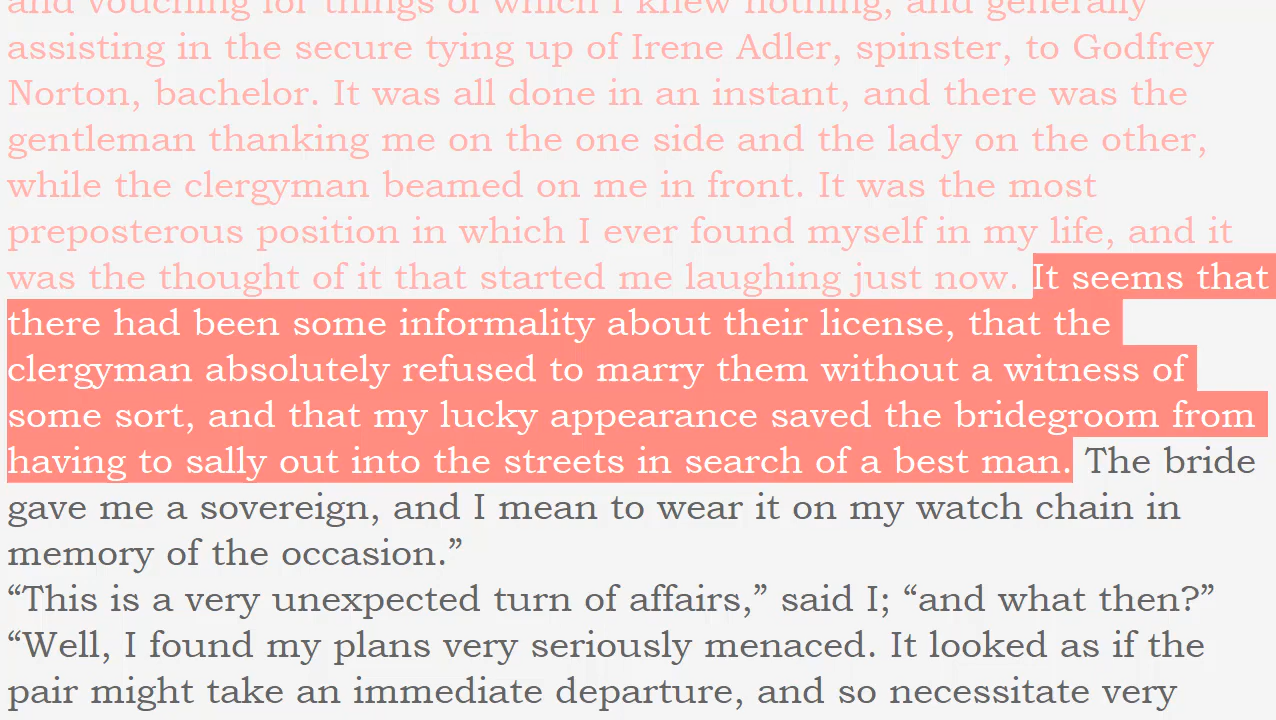 and vouching for things of which I knew nothing, and generally
assisting in the secure tying up of Irene Adler, spinster, to Godfrey
Norton, bachelor. It was all done in an instant, and there was the
gentleman thanking me on the one side and the lady on the other,
while the clergyman beamed on me in front. It was the most
preposterous position in which I ever found myself in my life, and it
was the thought of it that started me laughing just now. It seems that
there had been some informality about their license, that the
clergyman absolutely refused to marry them without a witness of
some sort, and that my lucky appearance saved the bridegroom from
having to sally out into the streets in search of a best man. The bride
gave me a sovereign, and I mean to wear it on my watch chain in
memory of the occasion.”
“This is a very unexpected turn of affairs,” said I; “and what then?”
“Well, I found my plans very seriously menaced. It looked as if the
pair might take an immediate departure, and so necessitate very